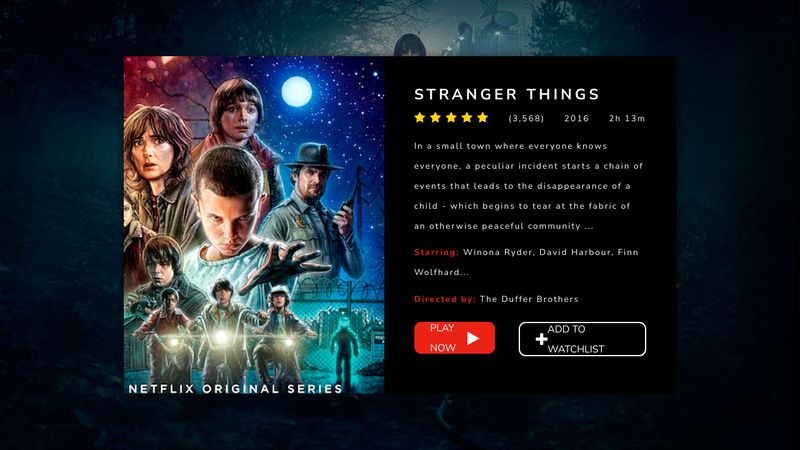 STRANGER THINGS
(3,568) 2016 2h 13m
In a small town where everyone knows
everyone, a peculiar incident starts a chain of
events that leads to the disappearance of a
child - which begins to tear at the fabric of
an otherwise peaceful community ...
Starring: Winona Ryder, David Harbour, Finn
Wolfhard...
Directed by: The Duffer Brothers
PLAY
NOW
ADD TO
WATCHLIST
NETFLIX ORIGINAL SERIES